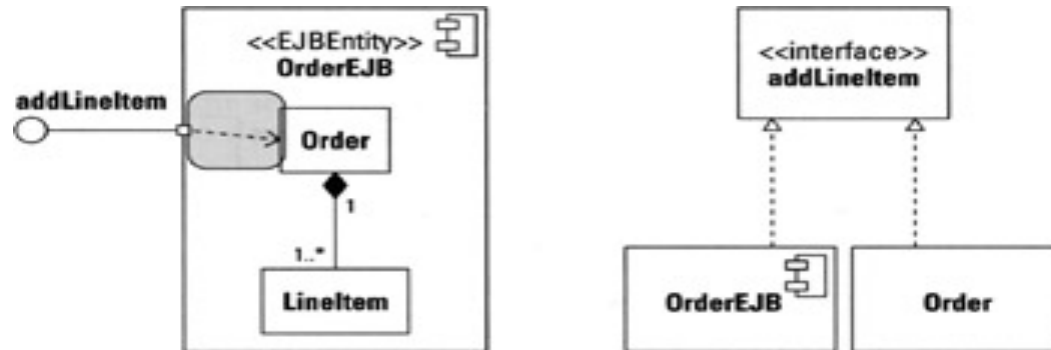 <<EJBEntity>>
OrderEJB
addLineItem
Order
1
1..*
LineItem
<<interface>>
addLineItem
OrderEJB
Order